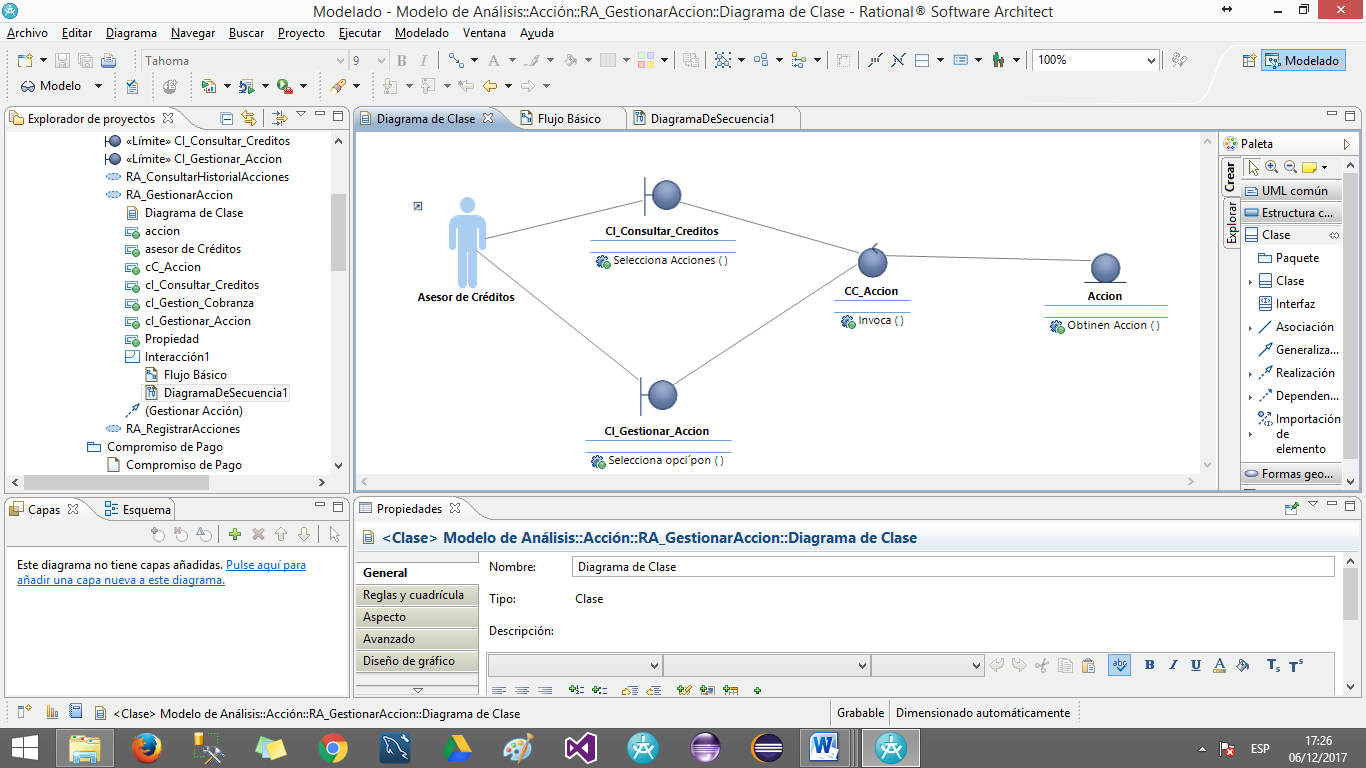 Modelado - Modelo de Análisis::Acción::RA_GestionarAccion::Diagrama de Clase - Rational® Software Architect
Archivo Editar Diagrama Navegar Buscar Proyecto Ejecutar Modelado Ventana Ayuda
Tahoma 9 B I A 100% Modelado
Modelo
Explorador de proyectos
«Límite» CI_Consultar_Creditos
«Límite» CI_Gestionar_Accion
RA_ConsultarHistorialAcciones
RA_GestionarAccion
Diagrama de Clase
accion
asesor de Créditos
cC_Accion
cI_Consultar_Creditos
cI_Gestion_Cobranza
cI_Gestionar_Accion
Propiedad
Interacción1
Flujo Básico
DiagramaDeSecuencia1
(Gestionar Acción)
RA_RegistrarAcciones
Compromiso de Pago
Compromiso de Pago
Diagrama de Clase Flujo Básico DiagramaDeSecuencia1
Asesor de Créditos
CI_Consultar_Creditos
Selecciona Acciones ( )
CC_Accion
Invoca ( )
Accion
Obtinen Accion ( )
CI_Gestionar_Accion
Selecciona opci´pon ( )
Paleta
Crear
Explorar
UML común
Estructura c...
Clase
Paquete
Clase
Interfaz
Asociación
Generaliza...
Realización
Dependen...
Importación
de
elemento
Formas geo...
Capas Esquema
Este diagrama no tiene capas añadidas. Pulse aquí para
añadir una capa nueva a este diagrama.
Propiedades
<Clase> Modelo de Análisis::Acción::RA_GestionarAccion::Diagrama de Clase
General
Reglas y cuadrícula
Aspecto
Avanzado
Diseño de gráfico
Nombre: Diagrama de Clase
Tipo: Clase
Descripción:
abc B I U A Ts Ts
<Clase> Modelo de Análisis::Acción::RA_GestionarAccion::Diagrama de Clase Grabable Dimensionado automáticamente
ESP
17:26
06/12/2017